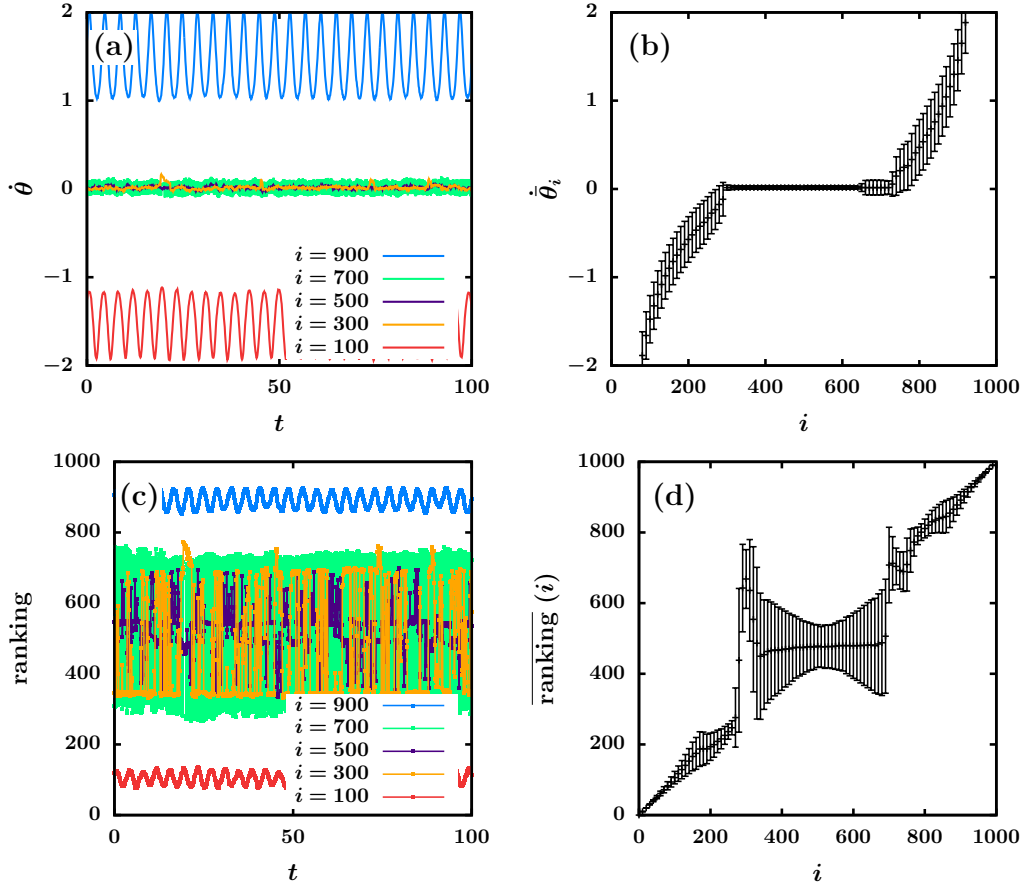 (a)
2
1
0
−1
−2
θ̇
i = 900
i = 700
i = 500
i = 300
i = 100
0
50
100
t
(b)
2
1
0
−1
−2
θ̇̅ᵢ
0
200
400
600
800
1000
i
(c)
1000
800
600
400
200
0
ranking
i = 900
i = 700
i = 500
i = 300
i = 100
0
50
100
t
(d)
1000
800
600
400
200
0
ranking (i)
0
200
400
600
800
1000
i